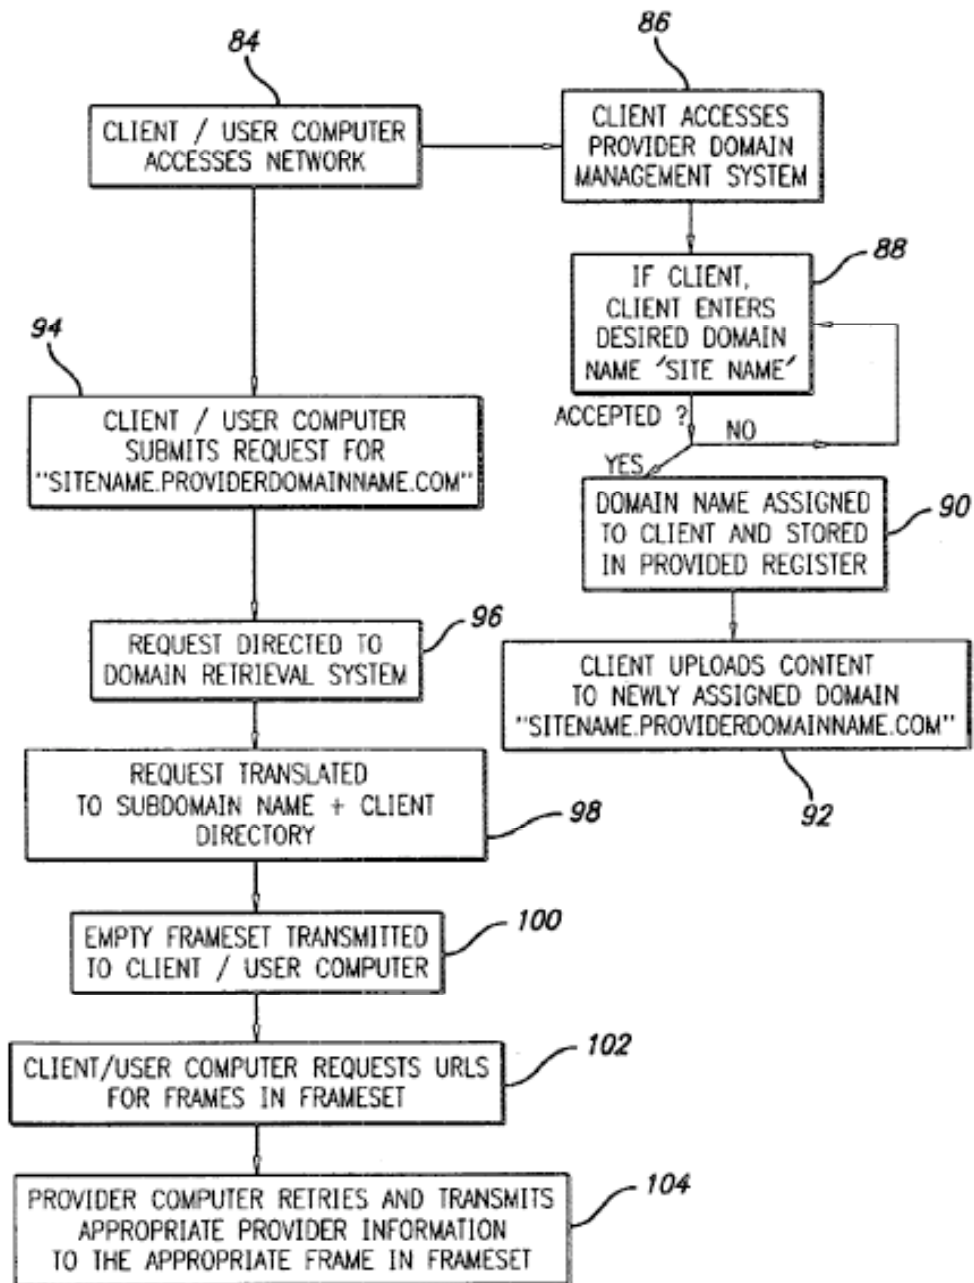 84
CLIENT / USER COMPUTER
ACCESSES NETWORK
86
CLIENT ACCESSES
PROVIDER DOMAIN
MANAGEMENT SYSTEM
88
IF CLIENT,
CLIENT ENTERS
DESIRED DOMAIN
NAME 'SITE NAME'
ACCEPTED ?
NO
YES
90
DOMAIN NAME ASSIGNED
TO CLIENT AND STORED
IN PROVIDED REGISTER
CLIENT UPLOADS CONTENT
TO NEWLY ASSIGNED DOMAIN
"SITENAME.PROVIDERDOMAINNAME.COM"
92
94
CLIENT / USER COMPUTER
SUBMITS REQUEST FOR
"SITENAME.PROVIDERDOMAINNAME.COM"
96
REQUEST DIRECTED TO
DOMAIN RETRIEVAL SYSTEM
REQUEST TRANSLATED
TO SUBDOMAIN NAME + CLIENT
DIRECTORY
98
100
EMPTY FRAMESET TRANSMITTED
TO CLIENT / USER COMPUTER
102
CLIENT/USER COMPUTER REQUESTS URLS
FOR FRAMES IN FRAMESET
104
PROVIDER COMPUTER RETRIES AND TRANSMITS
APPROPRIATE PROVIDER INFORMATION
TO THE APPROPRIATE FRAME IN FRAMESET